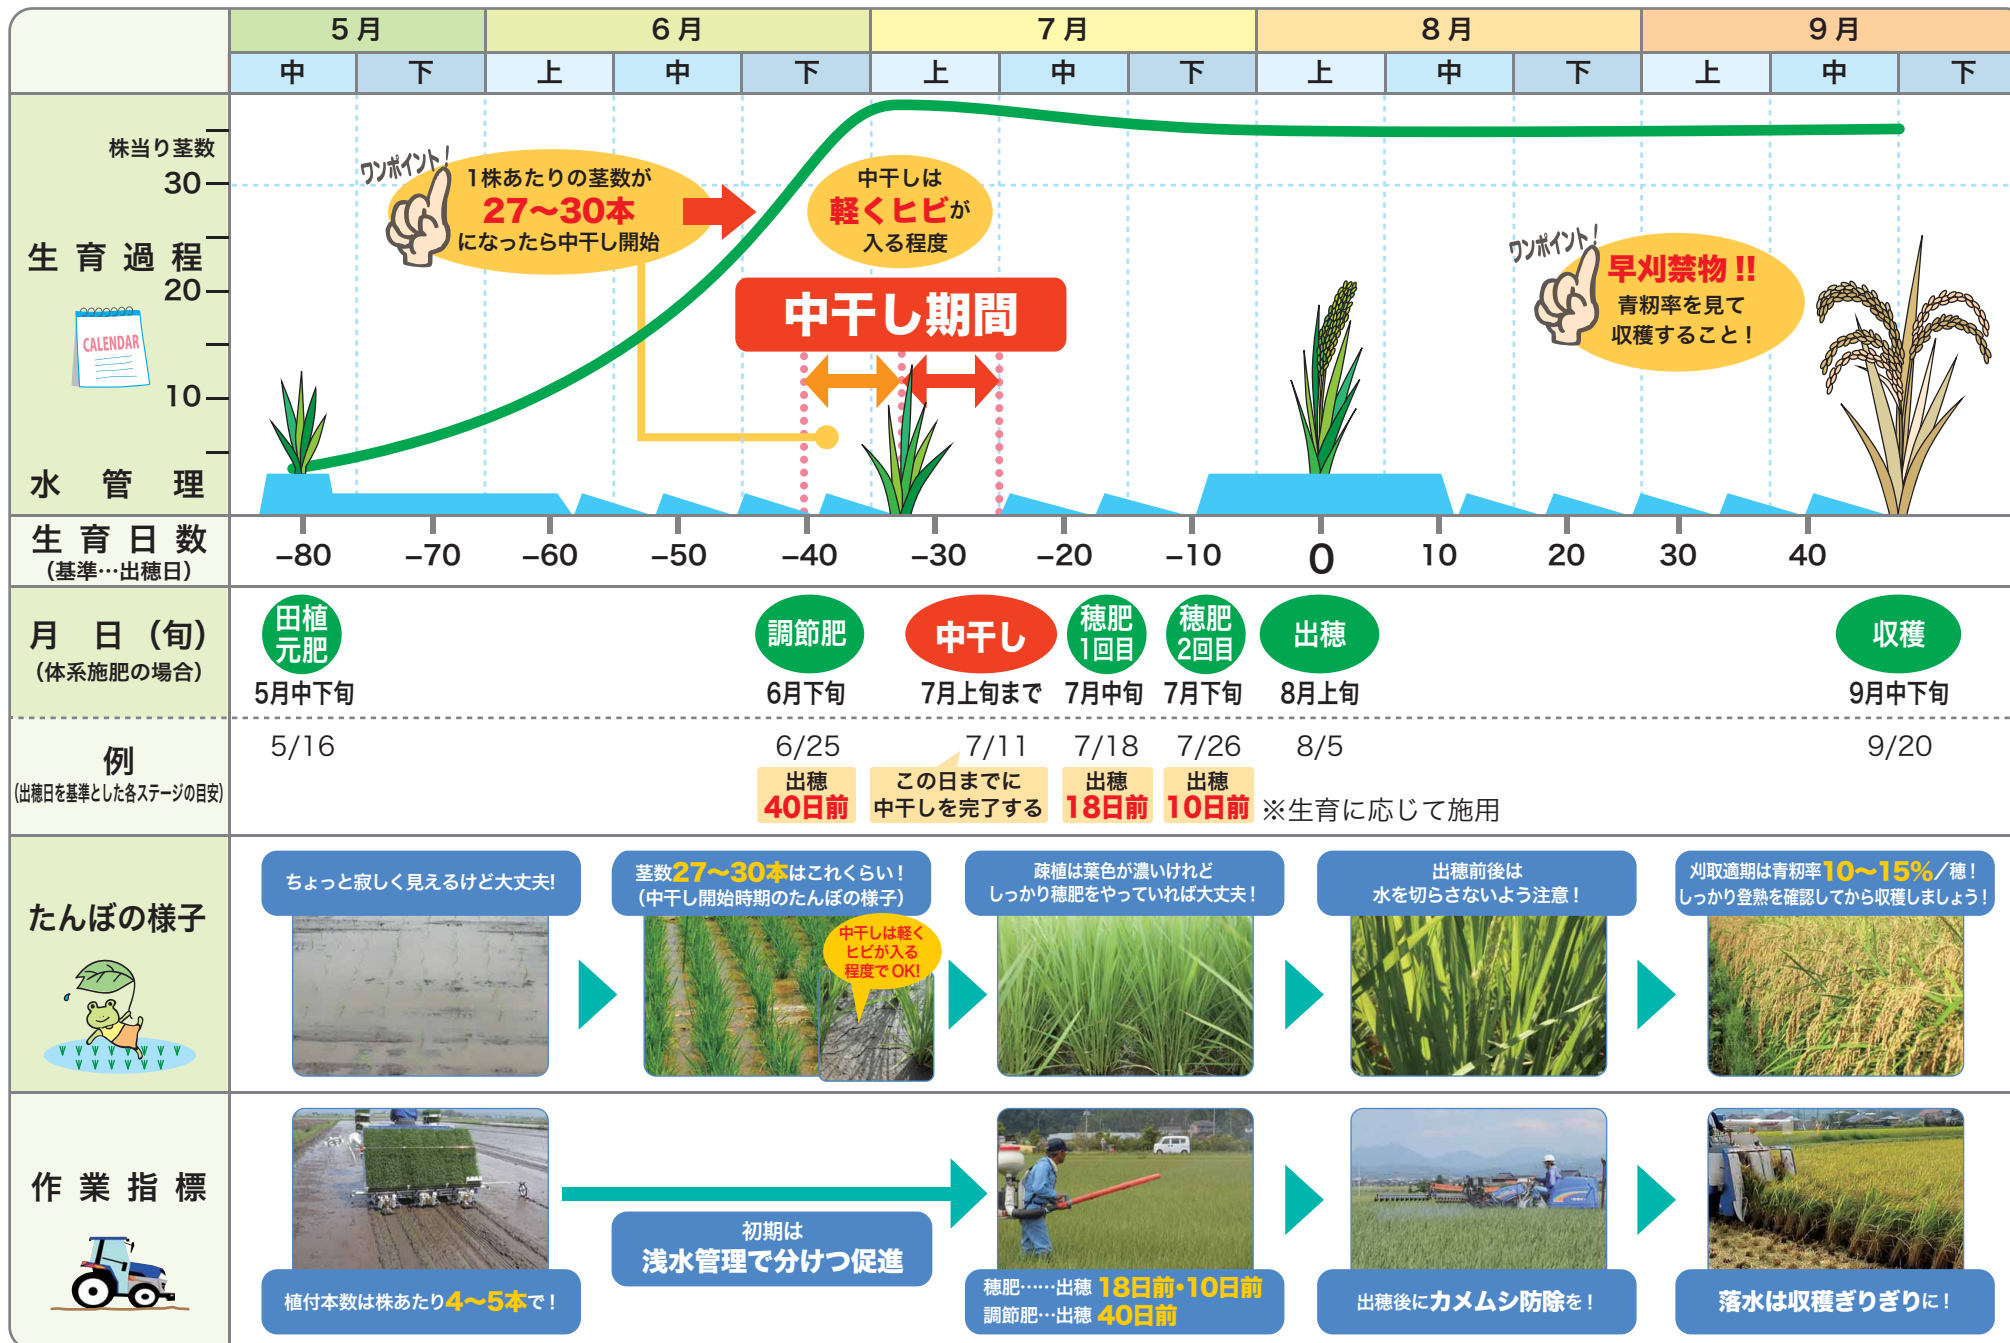 5月 6月 7月 8月 9月
中 下 上 中 下 上 中 下 上 中 下 上 中 下
株当り茎数
30
20
10
生育過程
CALENDAR
水管理
ワンポイント!
1株あたりの茎数が
27〜30本
になったら中干し開始
中干しは
軽くヒビが
入る程度
中干し期間
ワンポイント!
早刈禁物!!
青籾率を見て
収穫すること!
生育日数
(基準…出穂日)
−80 −70 −60 −50 −40 −30 −20 −10 0 10 20 30 40
月日(旬)
(体系施肥の場合)
田植
元肥
5月中下旬
調節肥
6月下旬
中干し
7月上旬まで
穂肥
1回目
7月中旬
穂肥
2回目
7月下旬
出穂
8月上旬
収穫
9月中下旬
例
(出穂日を基準とした各ステージの目安)
5/16 6/25 7/11 7/18 7/26 8/5 9/20
出穂
40日前
この日までに
中干しを完了する
出穂
18日前
出穂
10日前
※生育に応じて施用
たんぼの様子
ちょっと寂しく見えるけど大丈夫!
茎数27〜30本はこれくらい!
(中干し開始時期のたんぼの様子)
中干しは軽く
ヒビが入る
程度でOK!
疎植は葉色が濃いけれど
しっかり穂肥をやっていれば大丈夫!
出穂前後は
水を切らさないよう注意!
刈取適期は青籾率10〜15%/穂!
しっかり登熟を確認してから収穫しましょう!
作業指標
植付本数は株あたり4〜5本で!
初期は
浅水管理で分けつ促進
穂肥……出穂 18日前・10日前
調節肥…出穂 40日前
出穂後にカメムシ防除を!
落水は収穫ぎりぎりに!